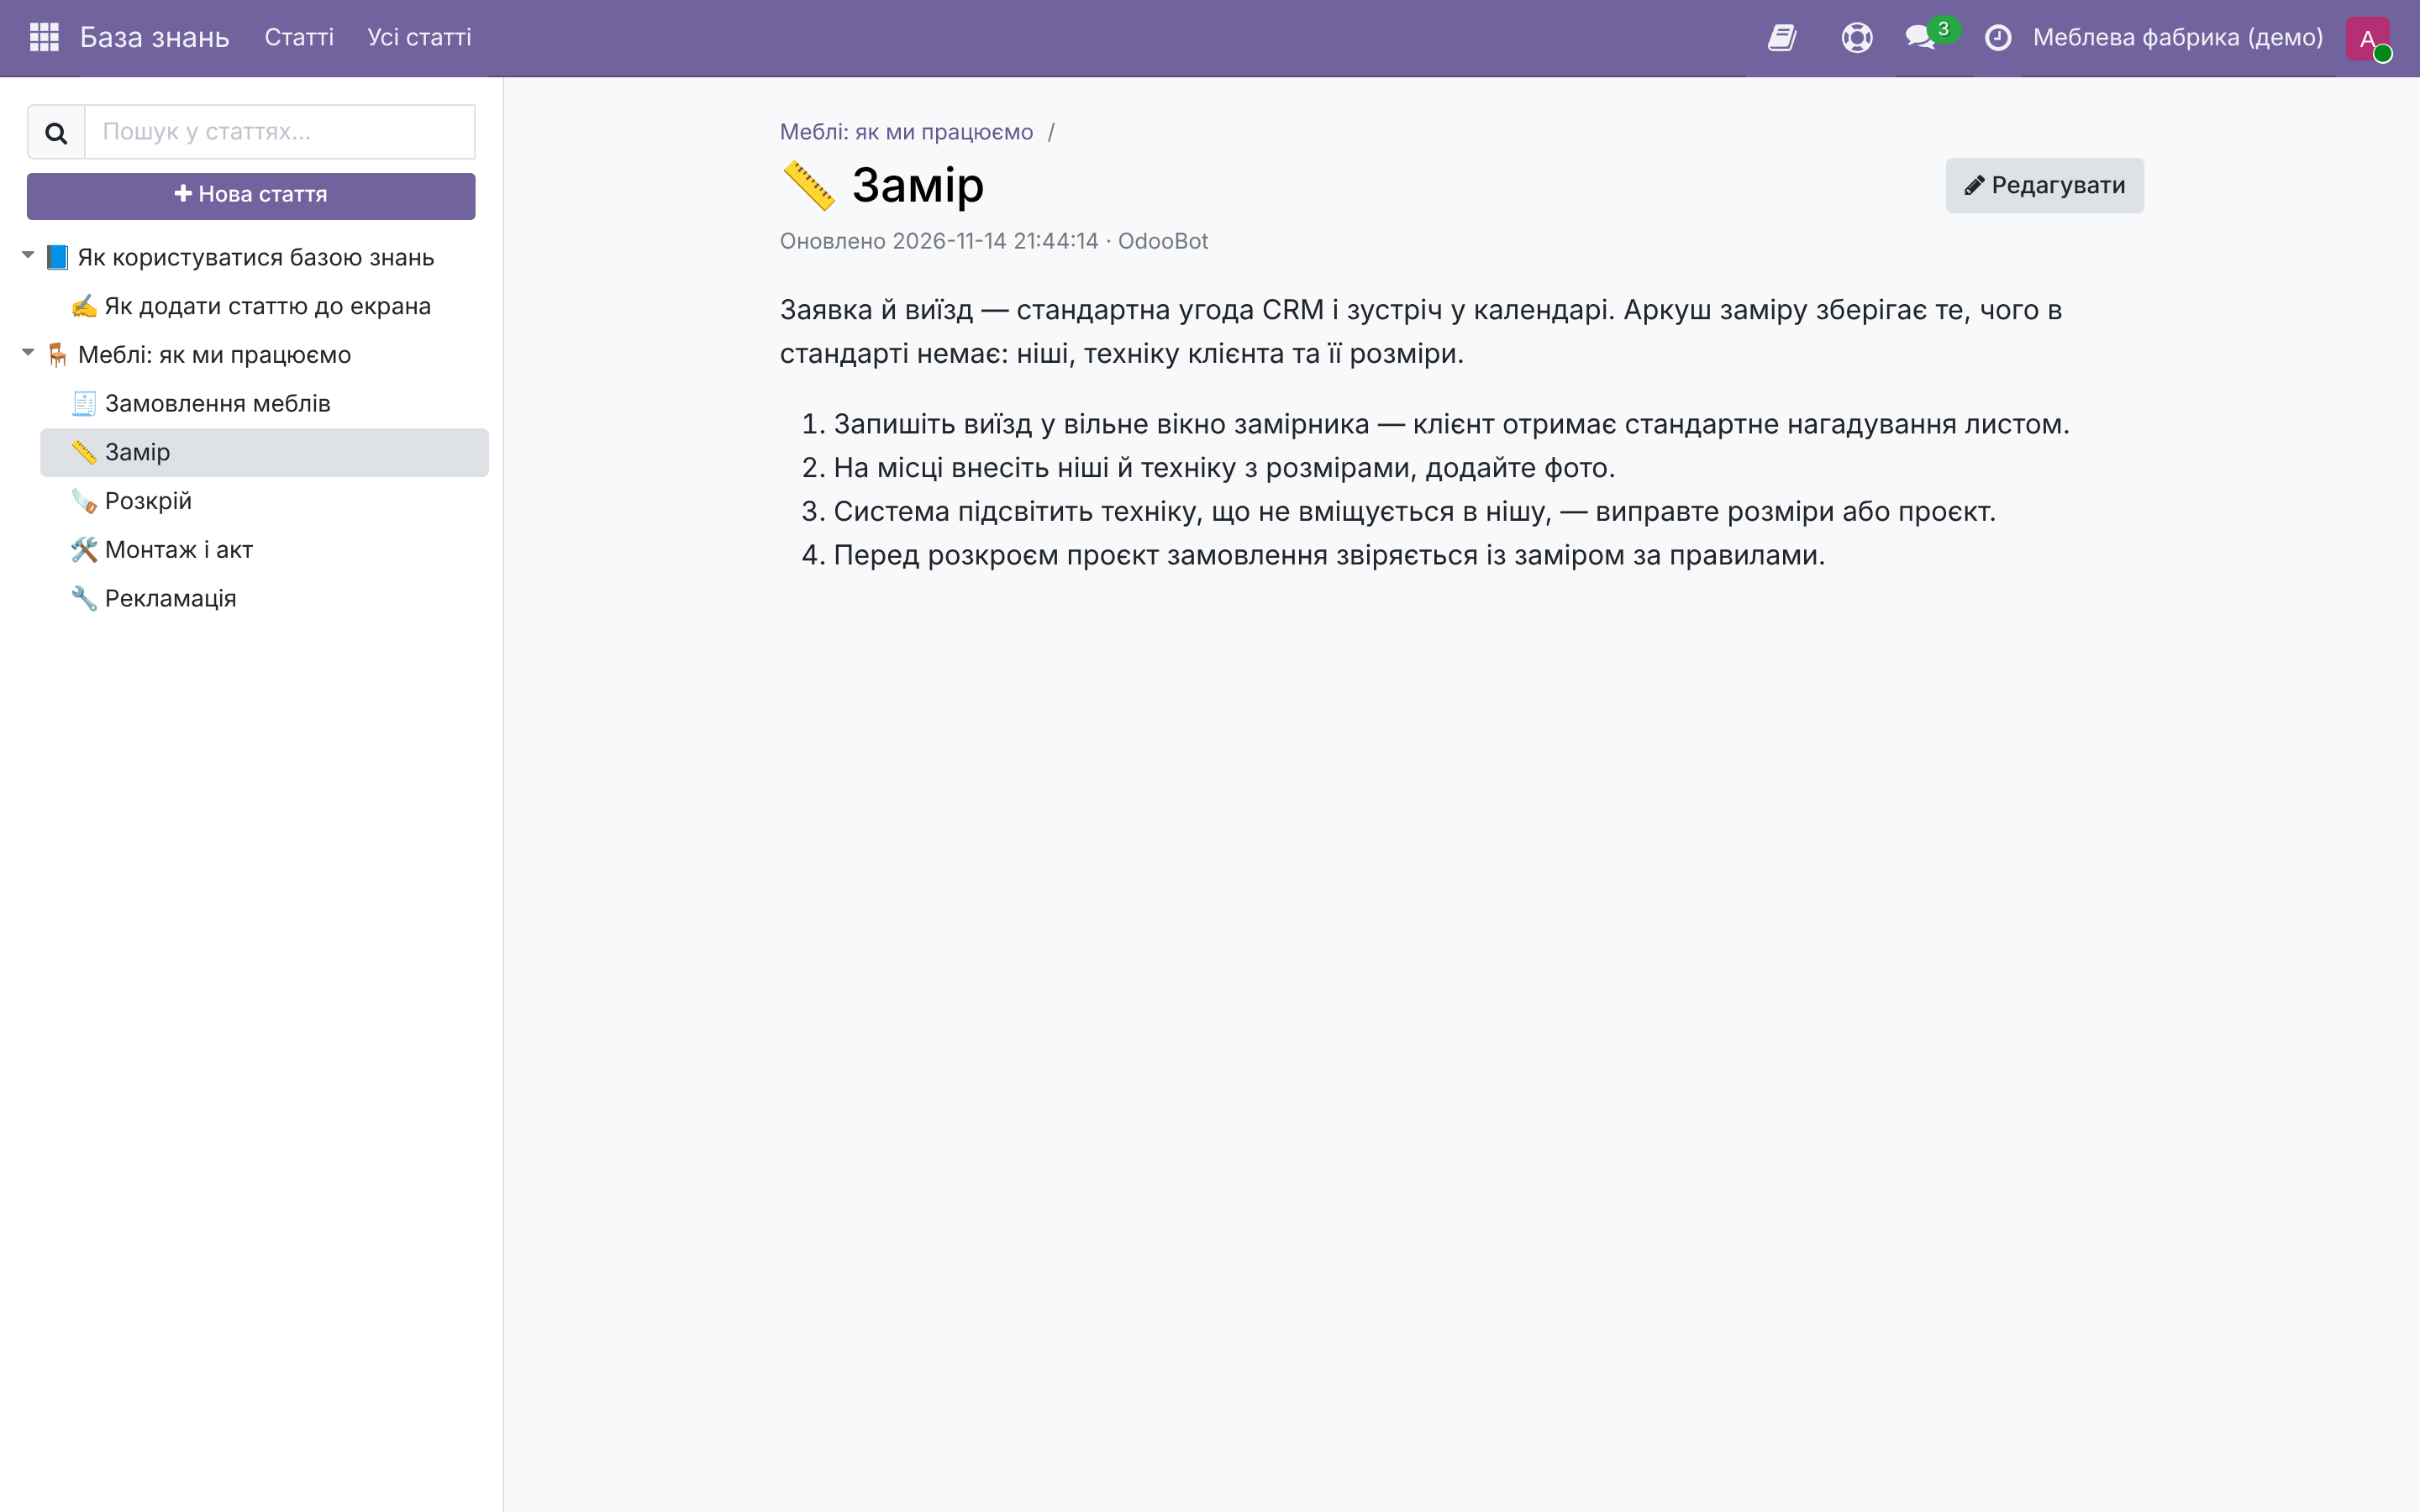 База знань Статті Усі статті 3 Меблева фабрика (демо) A
Пошук у статтях...
Нова стаття
Як користуватися базою знань
Як додати статтю до екрана
Меблі: як ми працюємо
Замовлення меблів
Замір
Розкрій
Монтаж і акт
Рекламація
Меблі: як ми працюємо /
Замір
Редагувати
Оновлено 2026-11-14 21:44:14 · OdooBot
Заявка й виїзд — стандартна угода CRM і зустріч у календарі. Аркуш заміру зберігає те, чого в
стандарті немає: ніші, техніку клієнта та її розміри.
1. Запишіть виїзд у вільне вікно замірника — клієнт отримає стандартне нагадування листом.
2. На місці внесіть ніші й техніку з розмірами, додайте фото.
3. Система підсвітить техніку, що не вміщується в нішу, — виправте розміри або проєкт.
4. Перед розкроєм проєкт замовлення звіряється із заміром за правилами.